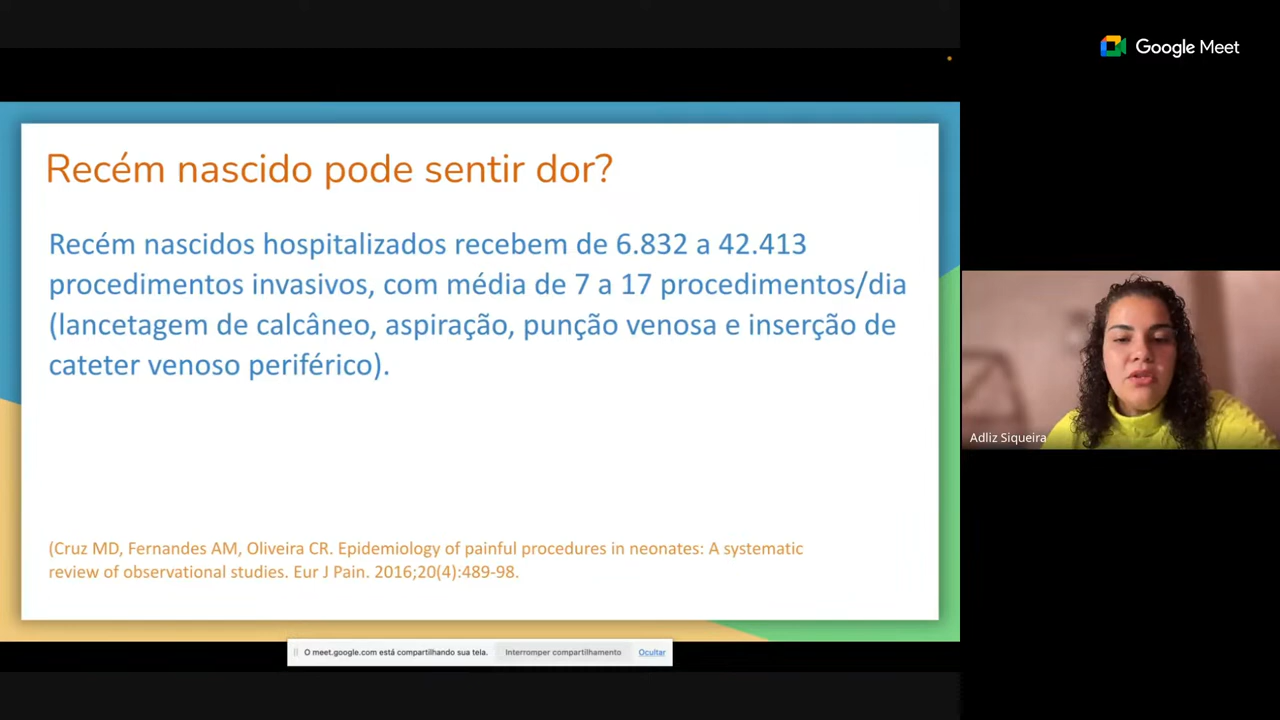 Google Meet
Recém nascido pode sentir dor?
Recém nascidos hospitalizados recebem de 6.832 a 42.413
procedimentos invasivos, com média de 7 a 17 procedimentos/dia
(lancetagem de calcâneo, aspiração, punção venosa e inserção de
cateter venoso periférico).
Adliz Siqueira
(Cruz MD, Fernandes AM, Oliveira CR. Epidemiology of painful procedures in neonates: A systematic
review of observational studies. Eur J Pain. 2016;20(4):489-98.
O meet.google.com está compartilhando sua tela. Interromper compartilhamento Ocultar